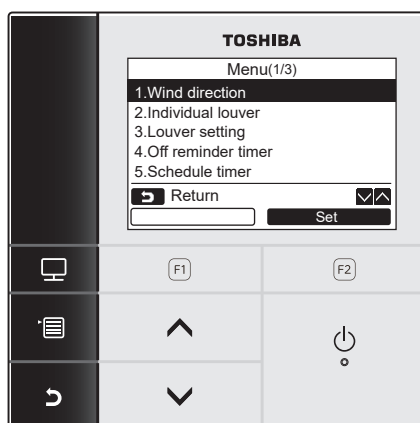 TOSHIBA
Menu(1/3)
1.Wind direction
2.Individual louver
3.Louver setting
4.Off reminder timer
5.Schedule timer
Return
Set
F1 F2